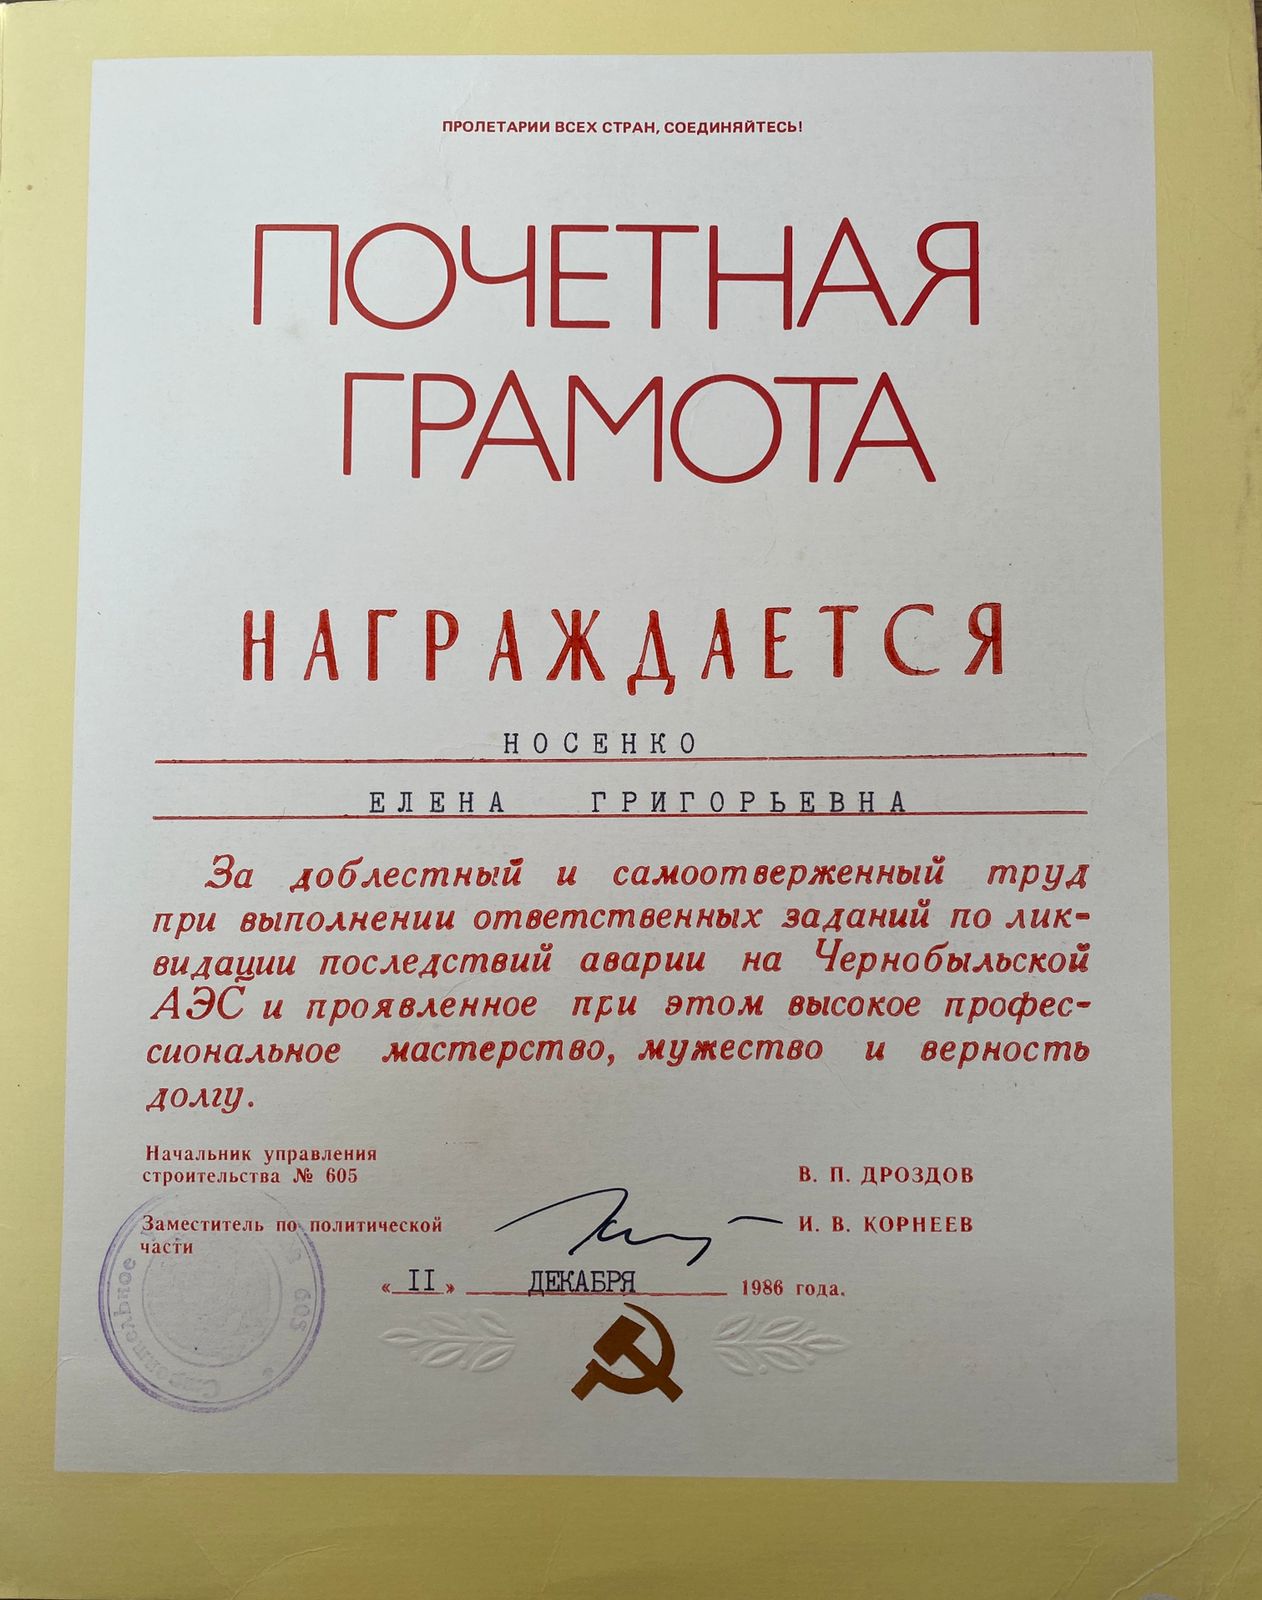 ПРОЛЕТАРИИ ВСЕХ СТРАН, СОЕДИНЯЙТЕСЬ!
ПОЧЕТНАЯ
ГРАМОТА
НАГРАЖДАЕТСЯ
НОСЕНКО
ЕЛЕНА ГРИГОРЬЕВНА
За доблестный и самоотверженный труд
при выполнении ответственных заданий по лик-
видации последствий аварии на Чернобыльской
АЭС и проявленное при этом высокое профес-
сиональное мастерство, мужество и верность
долгу.
Начальник управления
строительства № 605
В. П. ДРОЗДОВ
Заместитель по политической
части
И. В. КОРНЕЕВ
«II» ДЕКАБРЯ 1986 года.
Строительное
605